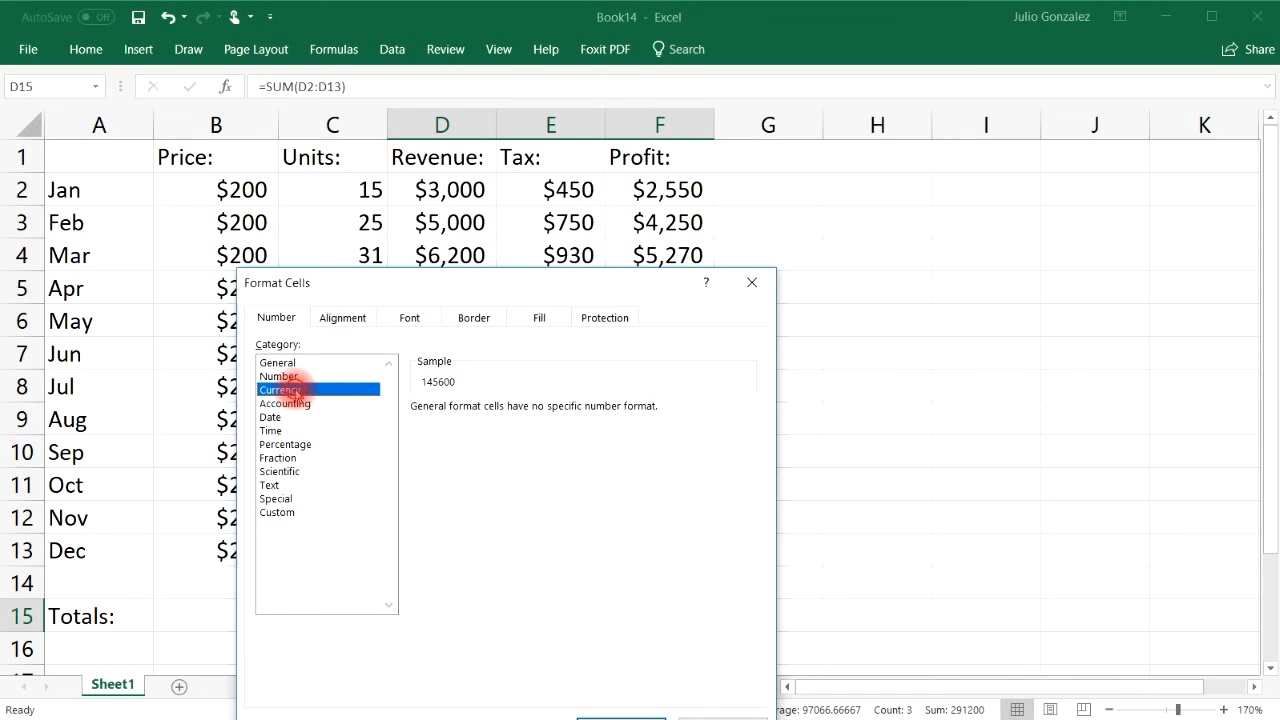 AutoSave Off Book14 - Excel Julio Gonzalez
File Home Insert Draw Page Layout Formulas Data Review View Help Foxit PDF Search Share
D15 fx =SUM(D2:D13)
A B C D E F G H I J K
1 Price: Units: Revenue: Tax: Profit:
2 Jan $200 15 $3,000 $450 $2,550
3 Feb $200 25 $5,000 $750 $4,250
4 Mar $200 31 $6,200 $930 $5,270
5 Apr $2
6 May $2
7 Jun $2
8 Jul $2
9 Aug $2
10 Sep $2
11 Oct $2
12 Nov $2
13 Dec $2
14
15 Totals:
16
Format Cells ?
Number Alignment Font Border Fill Protection
Category:
General
Number
Currency
Accounting
Date
Time
Percentage
Fraction
Scientific
Text
Special
Custom
Sample
145600
General format cells have no specific number format.
Sheet1
Ready rage: 97066.66667 Count: 3 Sum: 291200 170%